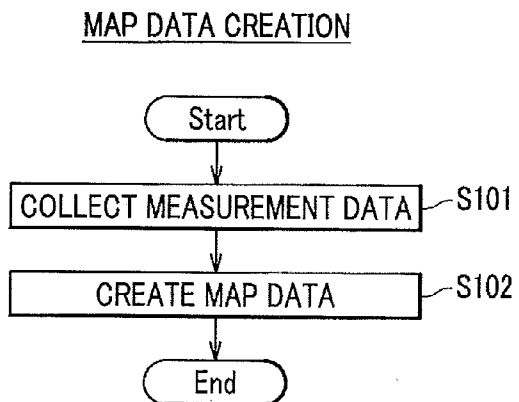 MAP DATA CREATION
Start
COLLECT MEASUREMENT DATA
S101
CREATE MAP DATA
S102
End